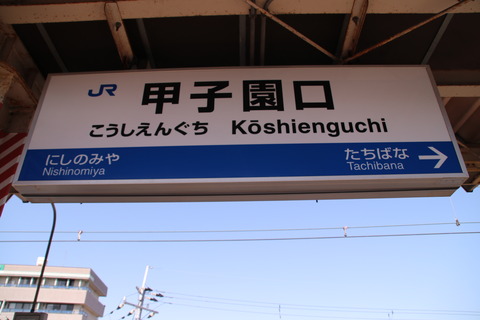 JR 甲子園口
こうしえんぐち Kōshienguchi
にしのみや たちばな →
Nishinomiya Tachibana